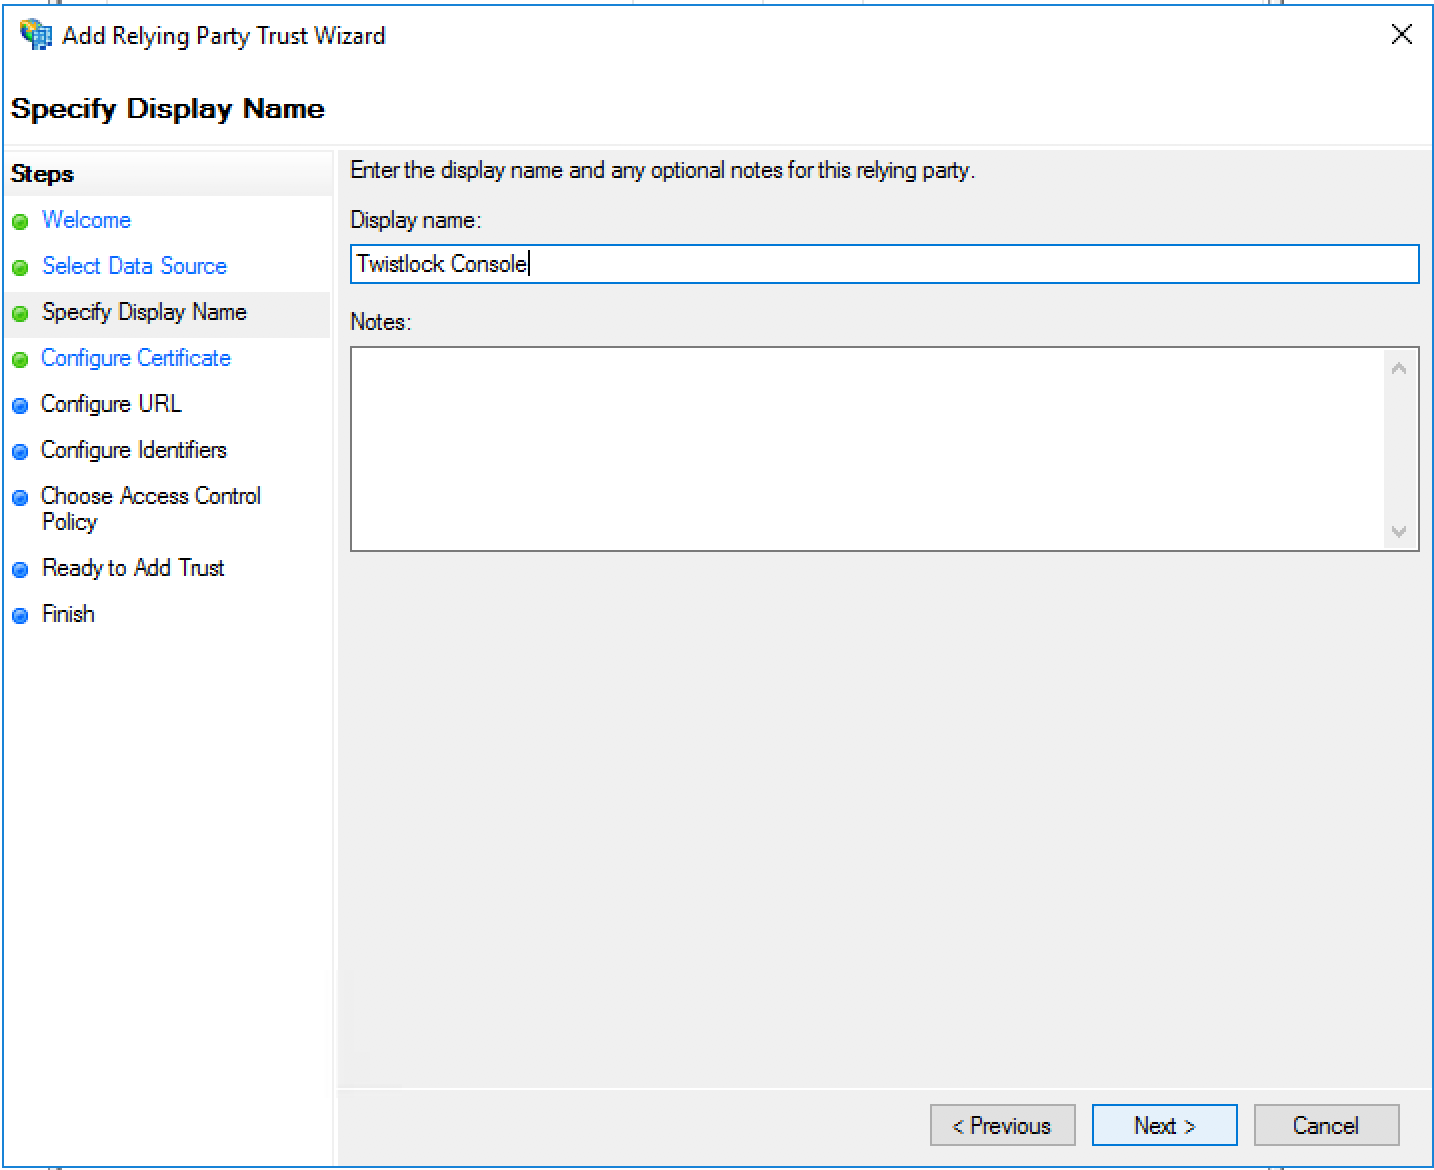 Add Relying Party Trust Wizard
Specify Display Name
Steps
Welcome
Select Data Source
Specify Display Name
Configure Certificate
Configure URL
Configure Identifiers
Choose Access Control
Policy
Ready to Add Trust
Finish
Enter the display name and any optional notes for this relying party.
Display name:
Twistlock Console
Notes:
< Previous
Next >
Cancel